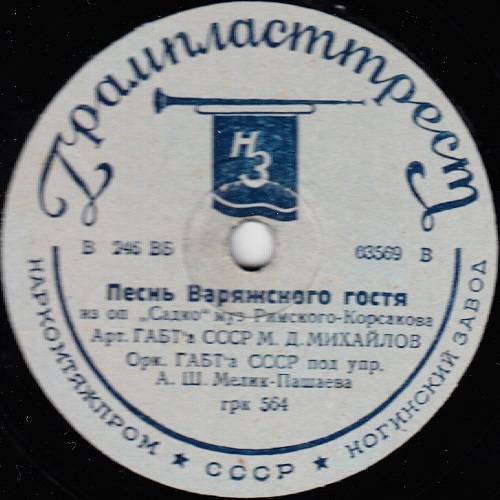 Грампласттрест
НЗ
В 246 ВБ 63569 В
Песнь Варяжского гостя
из оп „Садко" муз Римского-Корсакова
Арт. ГАБТ'а СССР М. Д. МИХАЙЛОВ
Орк. ГАБТ'а СССР под упр.
А. Ш. Мелик-Пашаева
грк 564
НАРКОМТЯЖПРОМ ★ СССР ★ НОГИНСКИЙ ЗАВОД